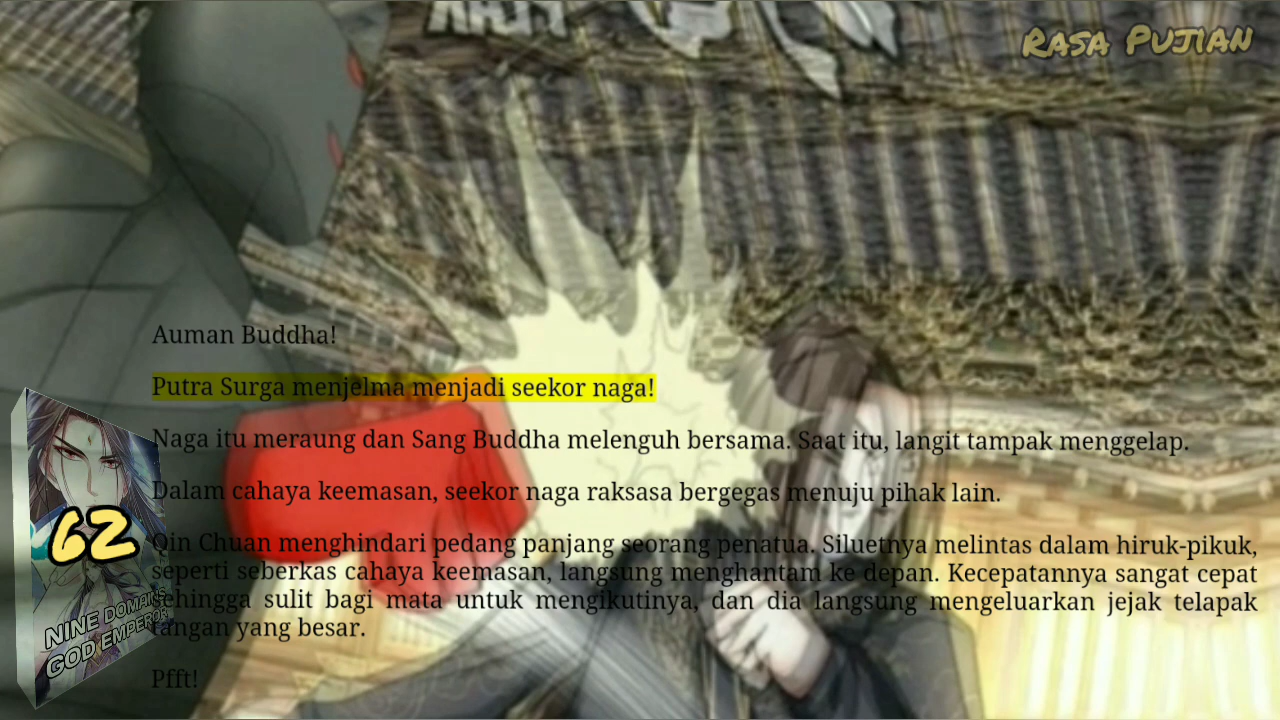 Rasa Pujian
Auman Buddha!
Putra Surga menjelma menjadi seekor naga!
Naga itu meraung dan Sang Buddha melenguh bersama. Saat itu, langit tampak menggelap.
Dalam cahaya keemasan, seekor naga raksasa bergegas menuju pihak lain.
Qin Chuan menghindari pedang panjang seorang penatua. Siluetnya melintas dalam hiruk-pikuk,
seperti seberkas cahaya keemasan, langsung menghantam ke depan. Kecepatannya sangat cepat
sehingga sulit bagi mata untuk mengikutinya, dan dia langsung mengeluarkan jejak telapak
tangan yang besar.
Pfft!
62
NINE DOMAINS
GOD EMPEROR